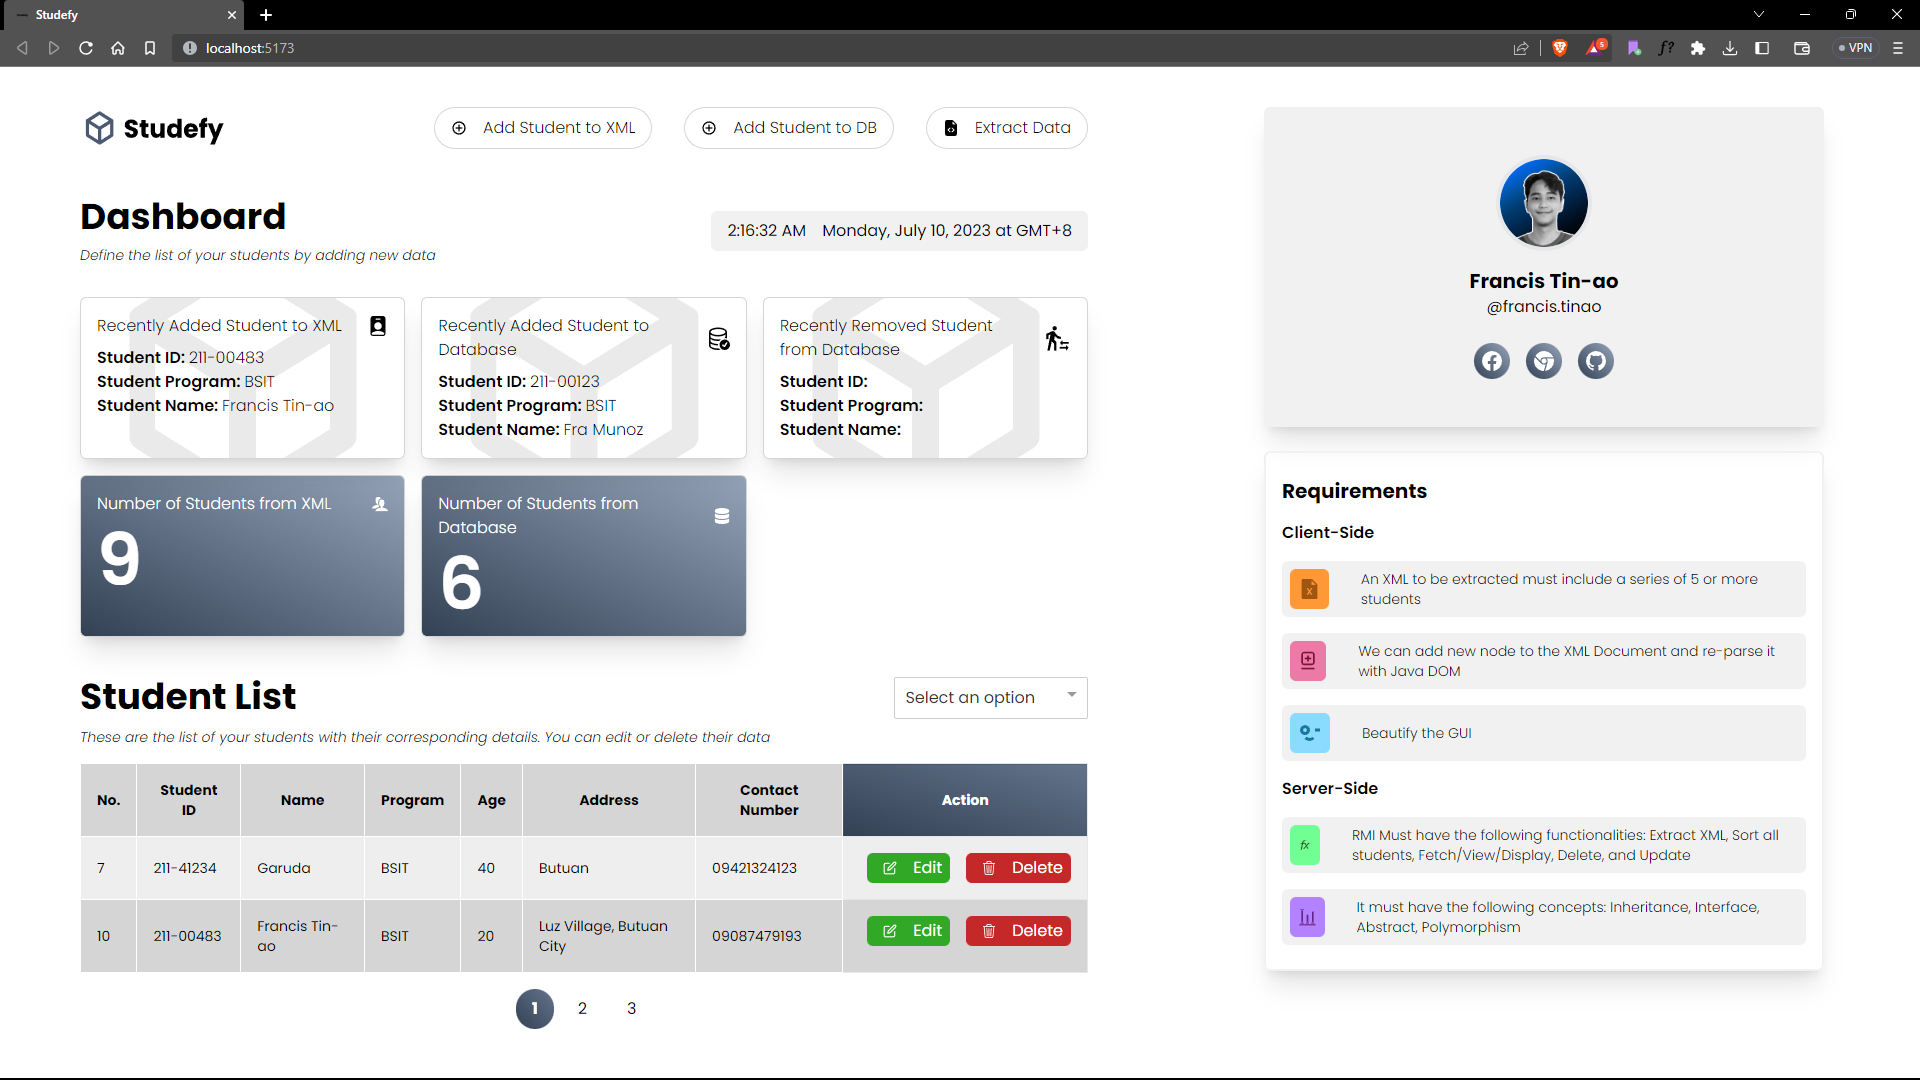 Studefy
localhost:5173
5
f?
VPN
Studefy
Add Student to XML
Add Student to DB
Extract Data
Dashboard
Define the list of your students by adding new data
2:16:32 AM Monday, July 10, 2023 at GMT+8
Recently Added Student to XML
Student ID: 211-00483
Student Program: BSIT
Student Name: Francis Tin-ao
Recently Added Student to
Database
Student ID: 211-00123
Student Program: BSIT
Student Name: Fra Munoz
Recently Removed Student
from Database
Student ID:
Student Program:
Student Name:
Number of Students from XML
9
Number of Students from
Database
6
Student List
These are the list of your students with their corresponding details. You can edit or delete their data
Select an option
No. Student ID Name Program Age Address Contact Number Action
7 211-41234 Garuda BSIT 40 Butuan 09421324123 Edit Delete
10 211-00483 Francis Tin-ao BSIT 20 Luz Village, Butuan City 09087479193 Edit Delete
1 2 3
Francis Tin-ao
@francis.tinao
Requirements
Client-Side
An XML to be extracted must include a series of 5 or more
students
We can add new node to the XML Document and re-parse it
with Java DOM
Beautify the GUI
Server-Side
fx
RMI Must have the following functionalities: Extract XML, Sort all
students, Fetch/View/Display, Delete, and Update
It must have the following concepts: Inheritance, Interface,
Abstract, Polymorphism